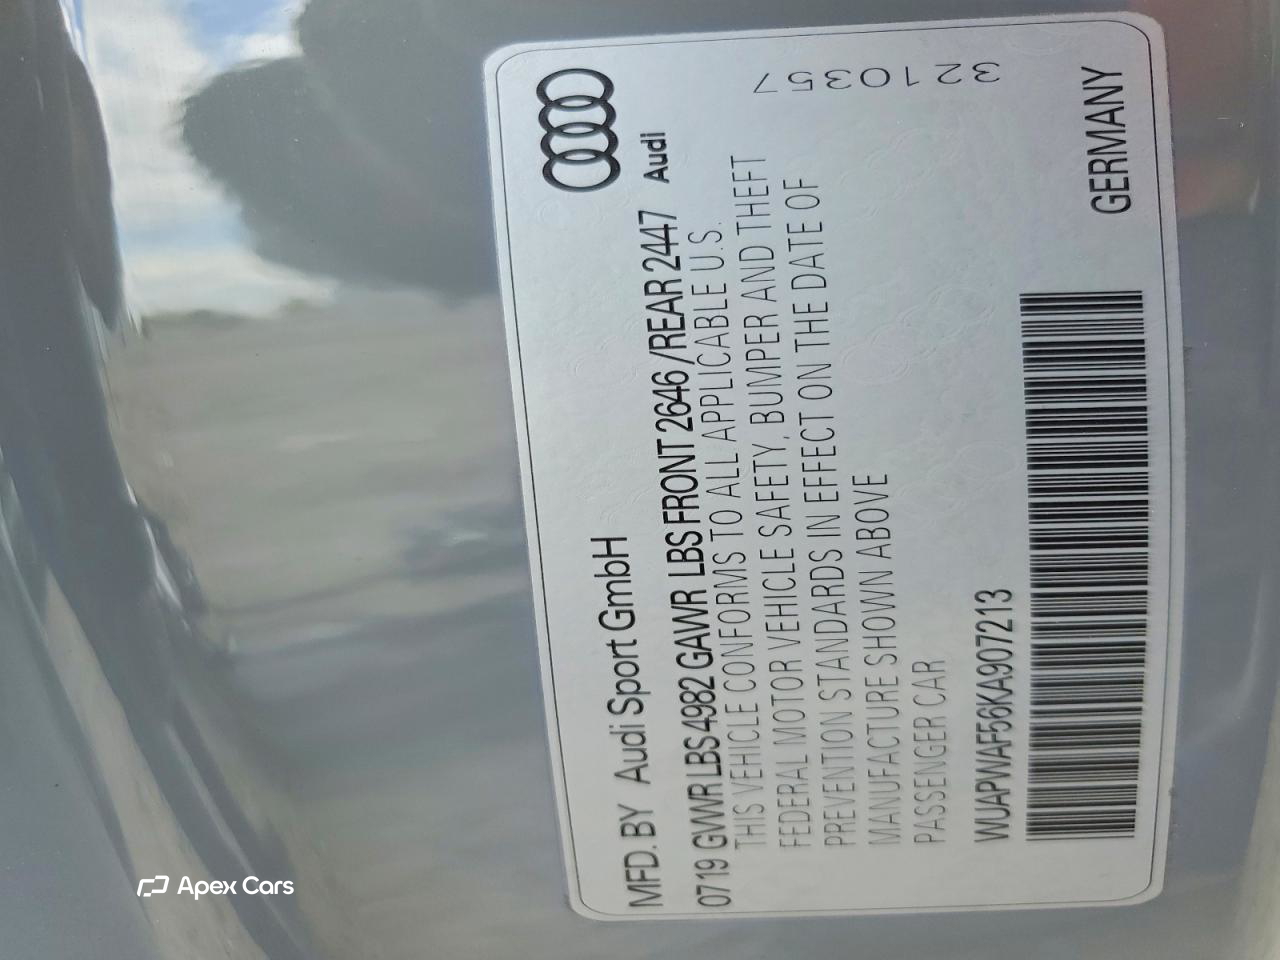 MFD. BY Audi Sport GmbH
0719 GVWR LBS 4982 GAWR LBS FRONT 2646 / REAR 2447
Audi
THIS VEHICLE CONFORMS TO ALL APPLICABLE U.S.
FEDERAL MOTOR VEHICLE SAFETY, BUMPER AND THEFT
PREVENTION STANDARDS IN EFFECT ON THE DATE OF
MANUFACTURE SHOWN ABOVE
PASSENGER CAR
3210357
WUAPWAF56KA907213
GERMANY
Apex Cars